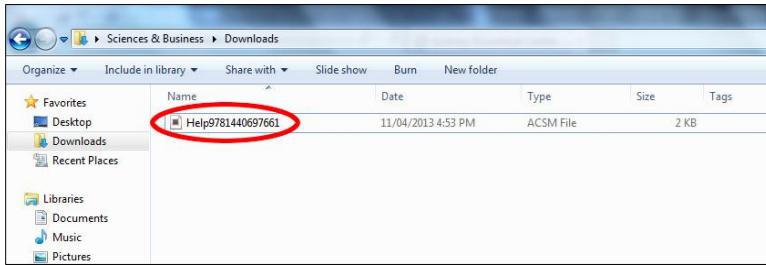 Sciences & Business Downloads
Organize Include in library Share with Slide show Burn New folder
Favorites
Desktop
Downloads
Recent Places
Libraries
Documents
Music
Pictures
Name Date Type Size Tags
Help9781440697661 11/04/2013 4:53 PM ACSM File 2 KB